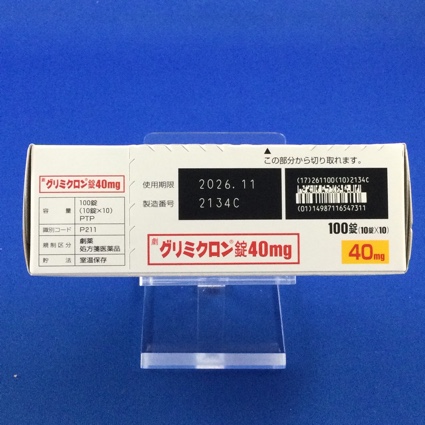 劇 グリミクロン®錠40mg
容量 100錠
(10錠×10)
PTP
識別コード P211
規制区分 劇薬
処方箋医薬品
貯法 室温保存
▲
この部分から切り取れます。
使用期限 2026.11
製造番号 2134C
(17)261100(10)2134C
(01)14987116547311
劇 グリミクロン®錠40mg
100錠(10錠×10)
40mg